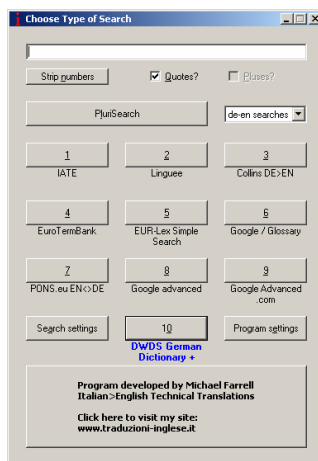 Choose Type of Search
Strip numbers
Quotes?
Pluses?
PluriSearch
de-en searches
1
2
3
IATE
Linguee
Collins DE>EN
4
5
6
EuroTermBank
EUR-Lex Simple
Search
Google / Glossary
7
8
9
PONS.eu EN<>DE
Google advanced
Google Advanced
.com
Search settings
10
Program settings
DWDS German
Dictionary +
Program developed by Michael Farrell
Italian>English Technical Translations
Click here to visit my site:
www.traduzioni-inglese.it